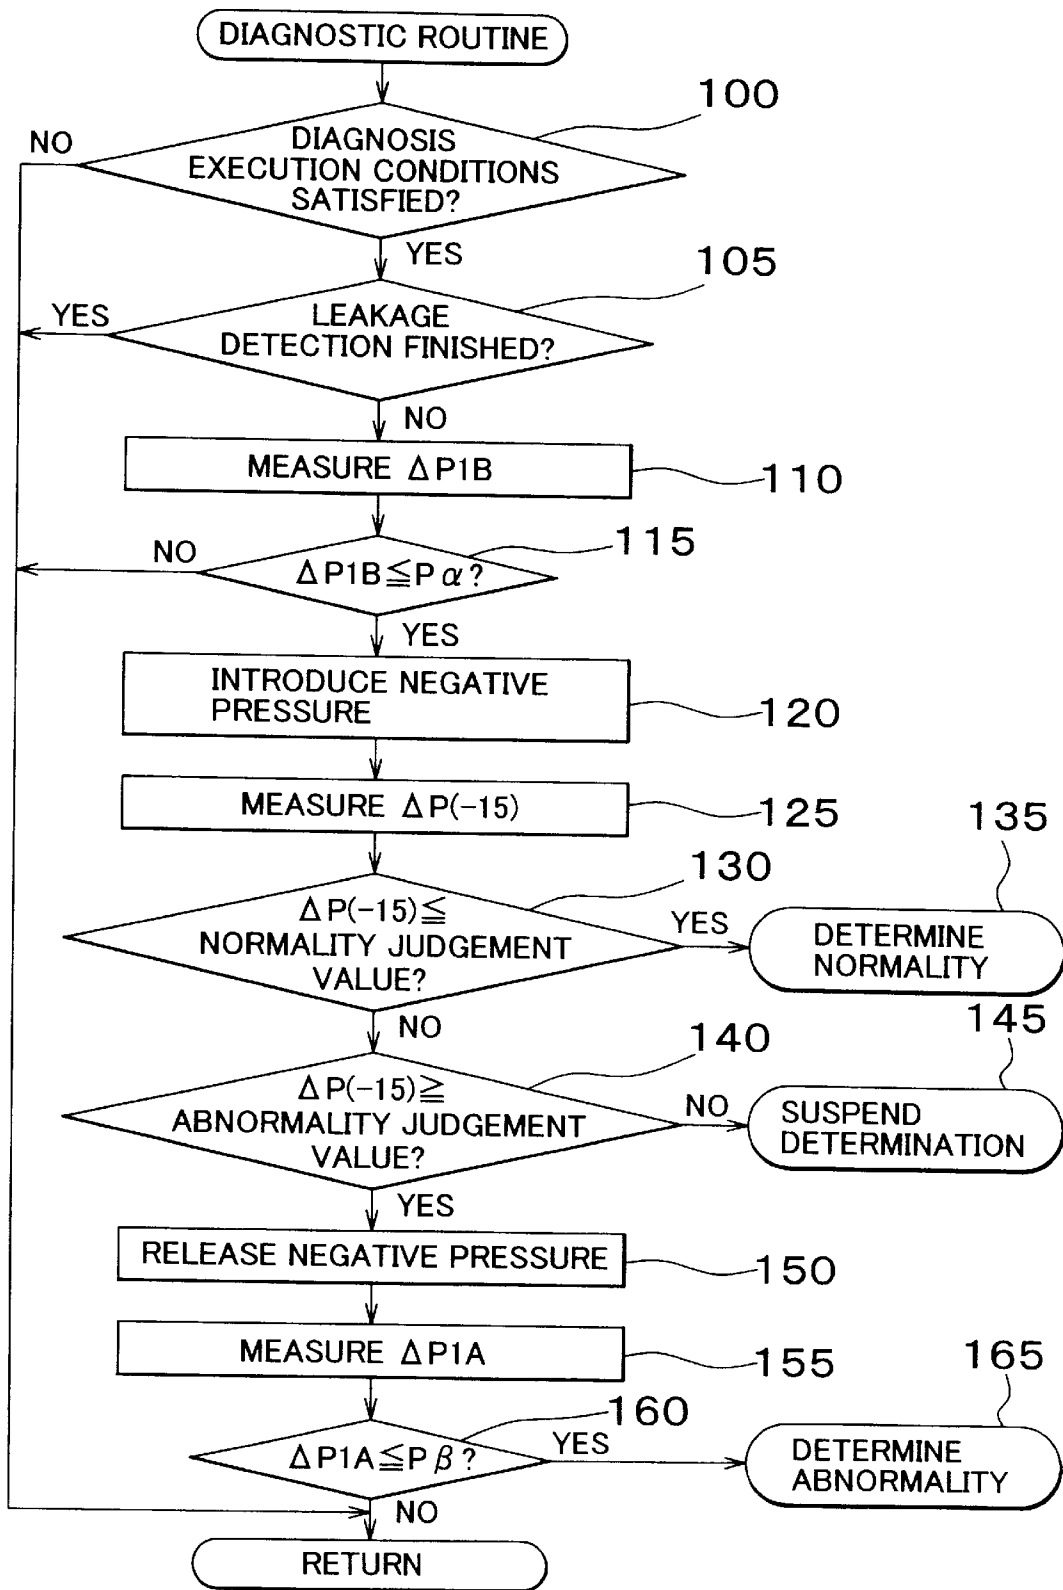 DIAGNOSTIC ROUTINE
100
NO
DIAGNOSIS
EXECUTION CONDITIONS
SATISFIED?
YES
105
YES
LEAKAGE
DETECTION FINISHED?
NO
MEASURE ΔP1B
110
115
NO
ΔP1B≦Pα?
YES
INTRODUCE NEGATIVE
PRESSURE
120
MEASURE ΔP(-15)
125
135
130
ΔP(-15)≦
NORMALITY JUDGEMENT
VALUE?
YES
DETERMINE
NORMALITY
NO
145
140
ΔP(-15)≧
ABNORMALITY JUDGEMENT
VALUE?
NO
SUSPEND
DETERMINATION
YES
RELEASE NEGATIVE PRESSURE
150
MEASURE ΔP1A
155
165
160
ΔP1A≦Pβ?
YES
DETERMINE
ABNORMALITY
NO
RETURN